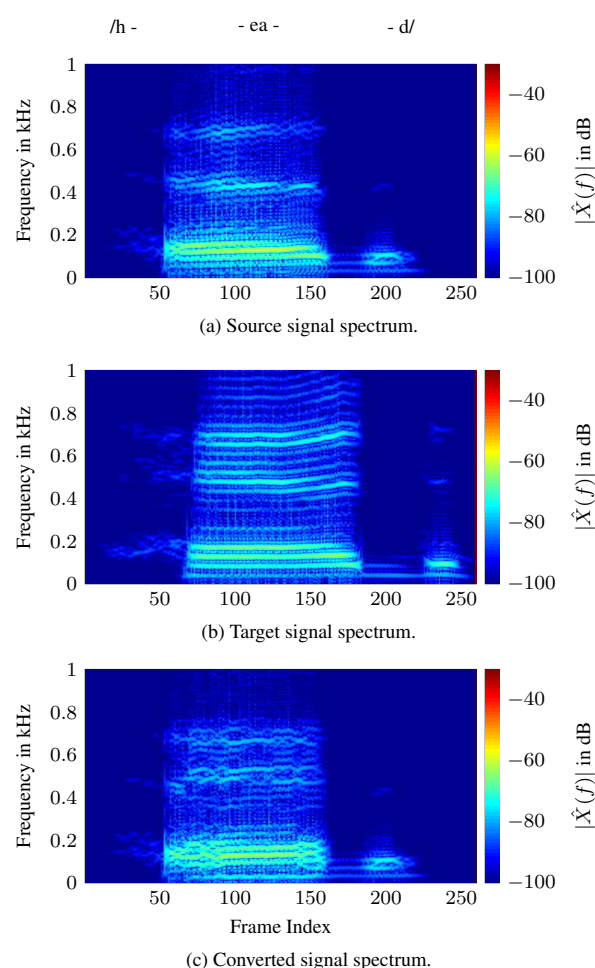 /h - - ea - - d/
1
0.8
0.6
0.4
0.2
0
Frequency in kHz
50 100 150 200 250
−40
−60
−80
−100
|X̂(f)| in dB
(a) Source signal spectrum.
1
0.8
0.6
0.4
0.2
0
Frequency in kHz
50 100 150 200 250
−40
−60
−80
−100
|X̂(f)| in dB
(b) Target signal spectrum.
1
0.8
0.6
0.4
0.2
0
Frequency in kHz
50 100 150 200 250
Frame Index
−40
−60
−80
−100
|X̂(f)| in dB
(c) Converted signal spectrum.